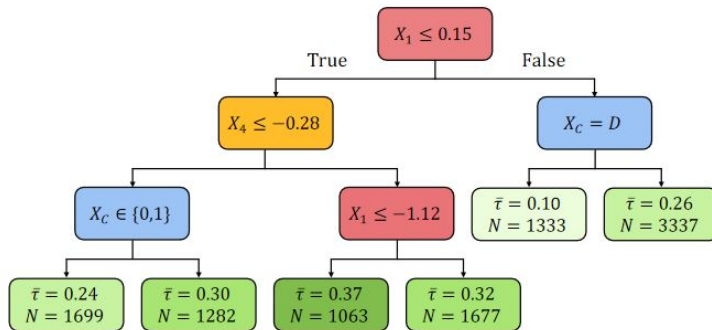 X₁ ≤ 0.15
True
False
X₄ ≤ −0.28
X_C = D
X_C ∈ {0,1}
X₁ ≤ −1.12
τ̄ = 0.10
N = 1333
τ̄ = 0.26
N = 3337
τ̄ = 0.24
N = 1699
τ̄ = 0.30
N = 1282
τ̄ = 0.37
N = 1063
τ̄ = 0.32
N = 1677